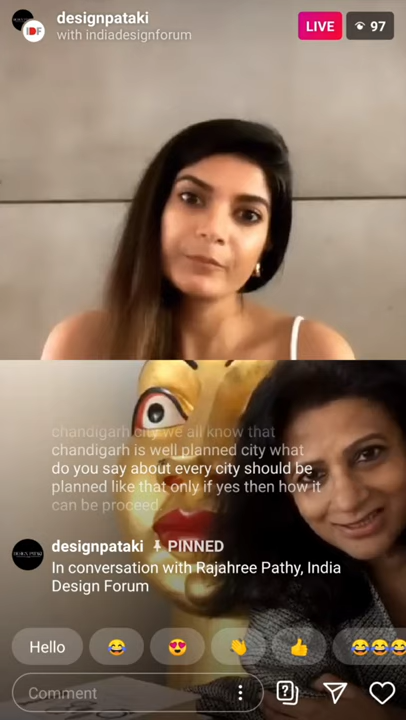 designpataki
with indiadesignforum
LIVE
97
IDF
chandigarh city we all know that
chandigarh is well planned city what
do you say about every city should be
planned like that only if yes then how it
can be proceed.
designpataki PINNED
In conversation with Rajahree Pathy, India
Design Forum
Hello
Comment